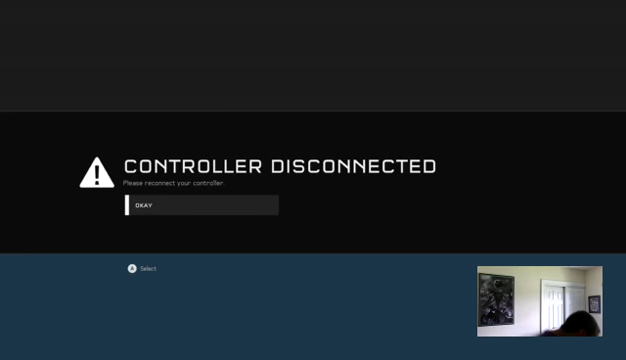 CONTROLLER DISCONNECTED
Please reconnect your controller.
OKAY
A Select